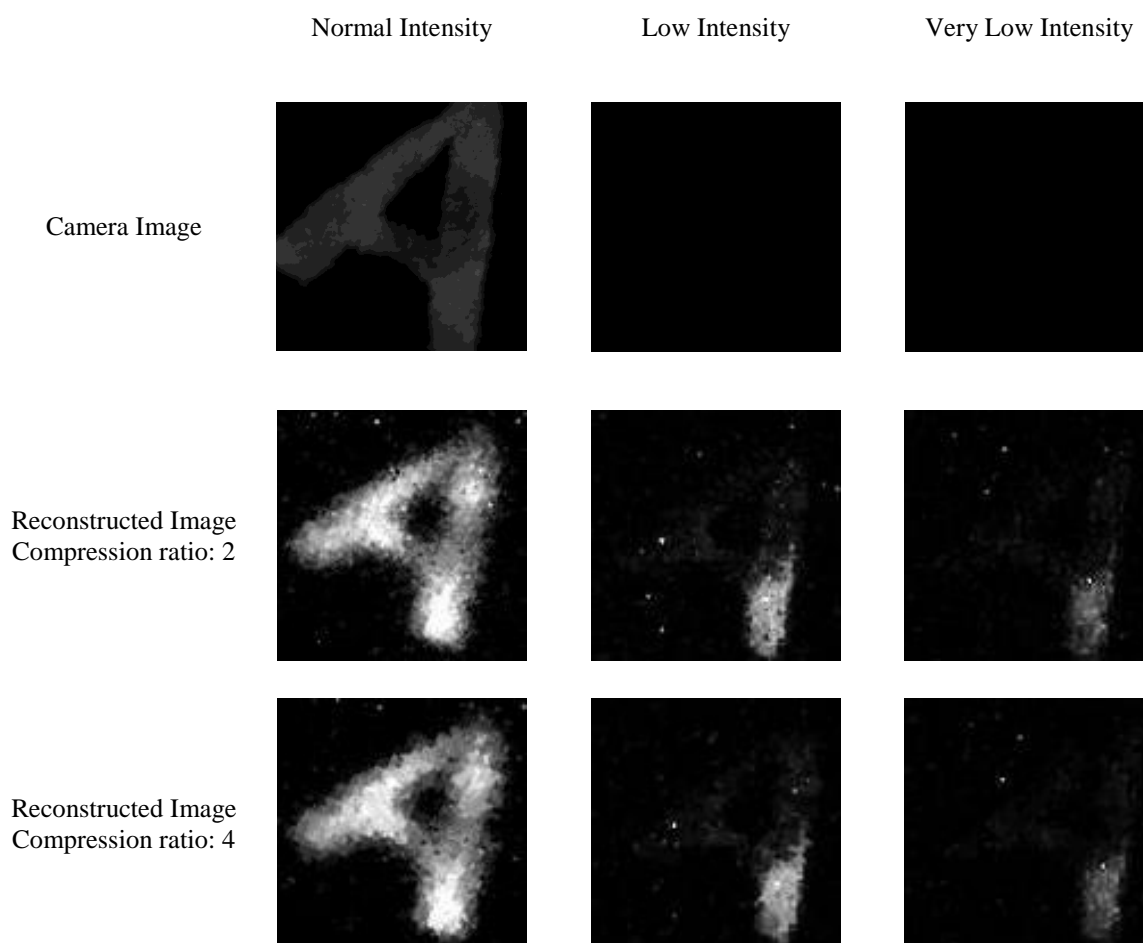 Normal Intensity Low Intensity Very Low Intensity
Camera Image
Reconstructed Image
Compression ratio: 2
Reconstructed Image
Compression ratio: 4